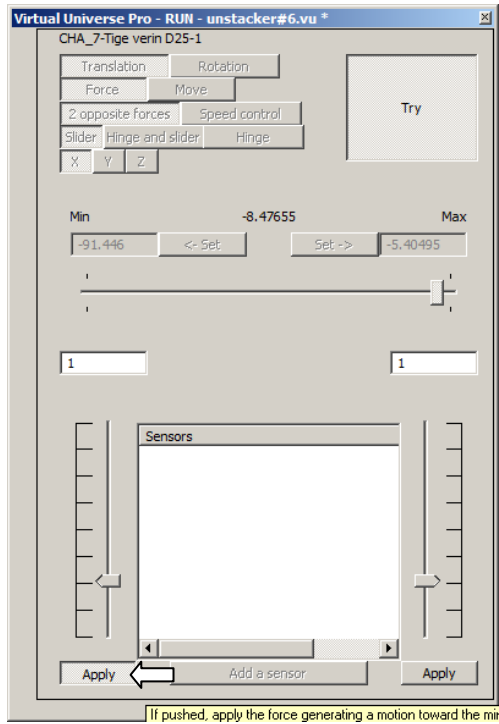 Virtual Universe Pro - RUN - unstacker#6.vu *
CHA_7-Tige verin D25-1
Translation Rotation
Force Move
2 opposite forces Speed control
Slider Hinge and slider Hinge
X Y Z
Try
Min -8.47655 Max
-91.446 <- Set Set -> -5.40495
1 1
Sensors
Apply Add a sensor Apply
If pushed, apply the force generating a motion toward the mir